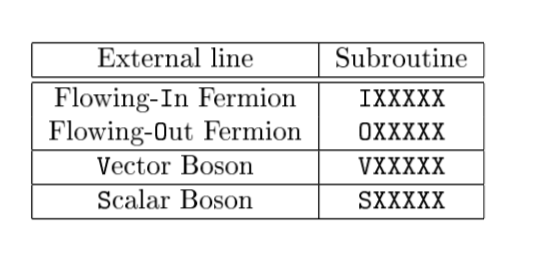 External line Subroutine
Flowing-In Fermion IXXXXX
Flowing-Out Fermion OXXXXX
Vector Boson VXXXXX
Scalar Boson SXXXXX